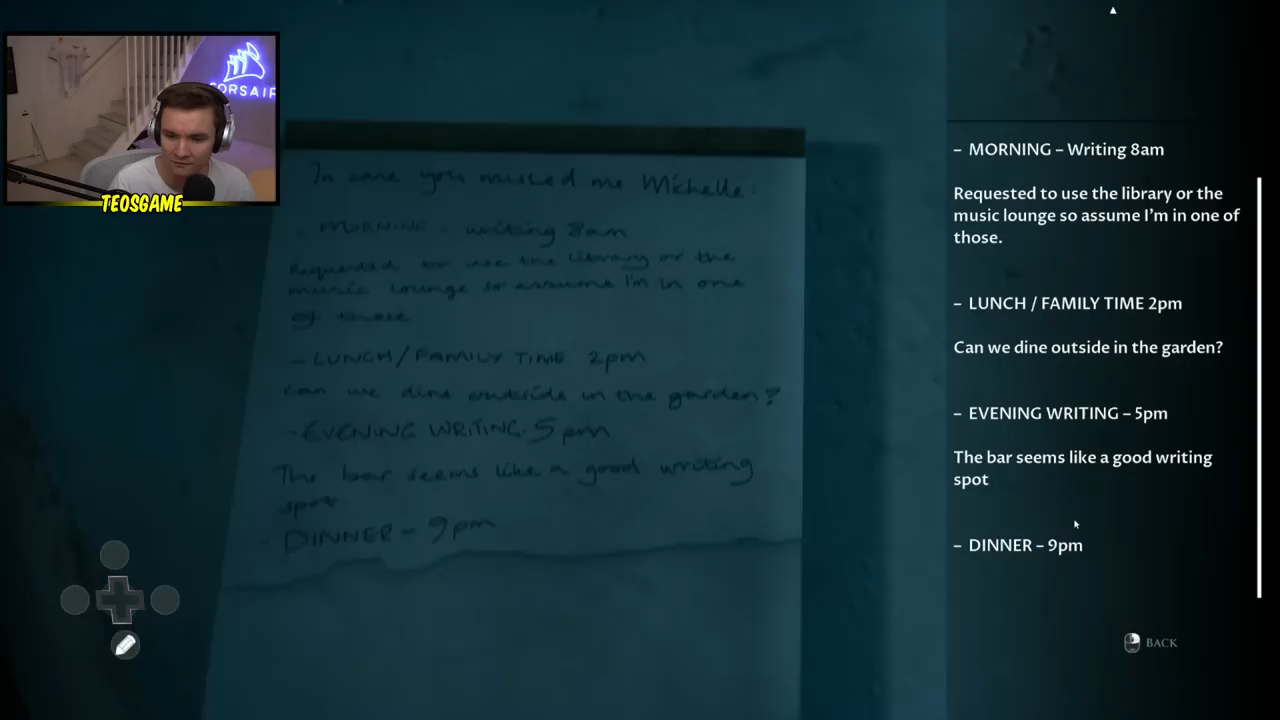 CORSAIR
TEOSGAME
In case you missed me Michelle:
- MORNING - writing 8am
Requested to use the library or the
music lounge so assume I'm in one
of those
- LUNCH/FAMILY TIME 2pm
can we dine outside in the garden?
- EVENING WRITING- 5pm
The bar seems like a good writing
spot
- DINNER - 9pm
– MORNING – Writing 8am
Requested to use the library or the
music lounge so assume I'm in one of
those.
– LUNCH / FAMILY TIME 2pm
Can we dine outside in the garden?
– EVENING WRITING – 5pm
The bar seems like a good writing
spot
– DINNER – 9pm
BACK